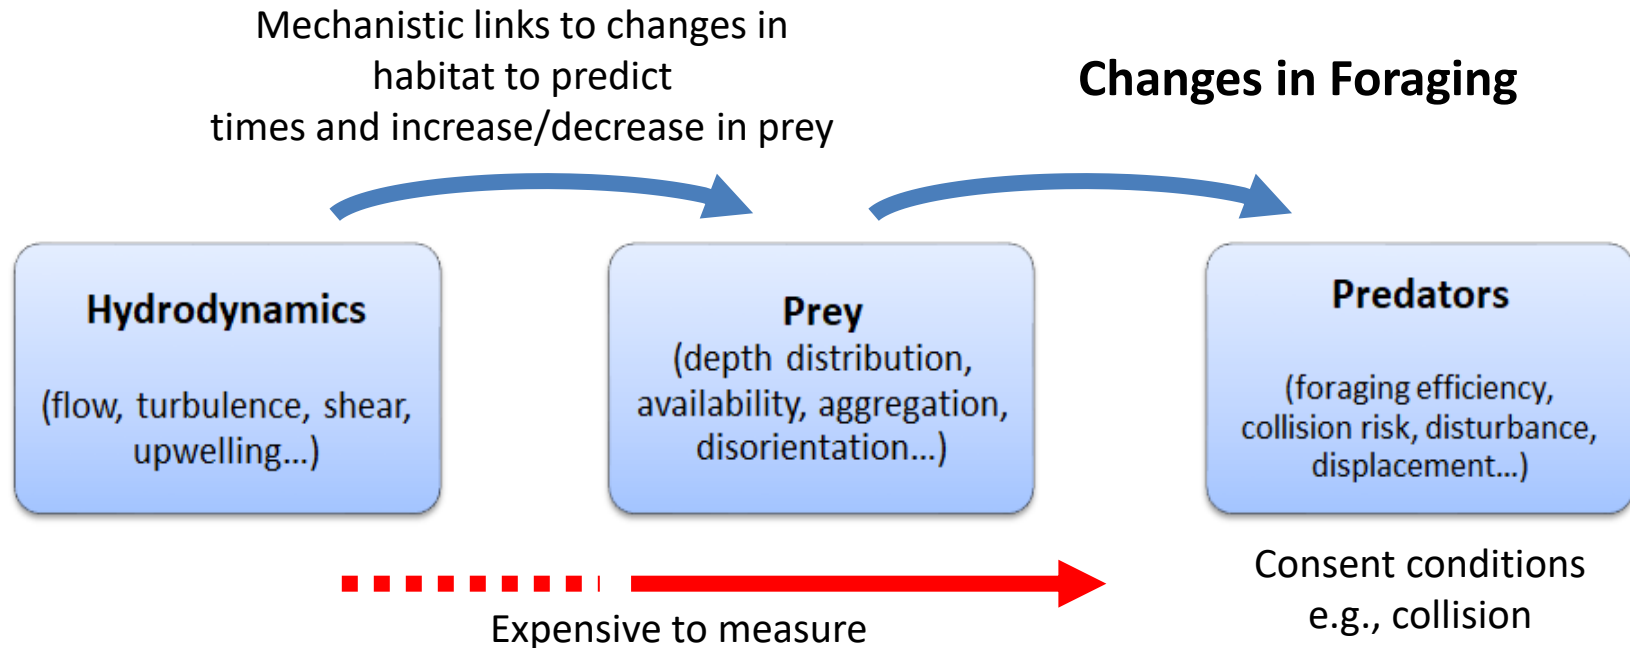 Mechanistic links to changes in
habitat to predict
times and increase/decrease in prey
Changes in Foraging
Hydrodynamics
(flow, turbulence, shear,
upwelling...)
Prey
(depth distribution,
availability, aggregation,
disorientation...)
Predators
(foraging efficiency,
collision risk, disturbance,
displacement...)
Expensive to measure
Consent conditions
e.g., collision